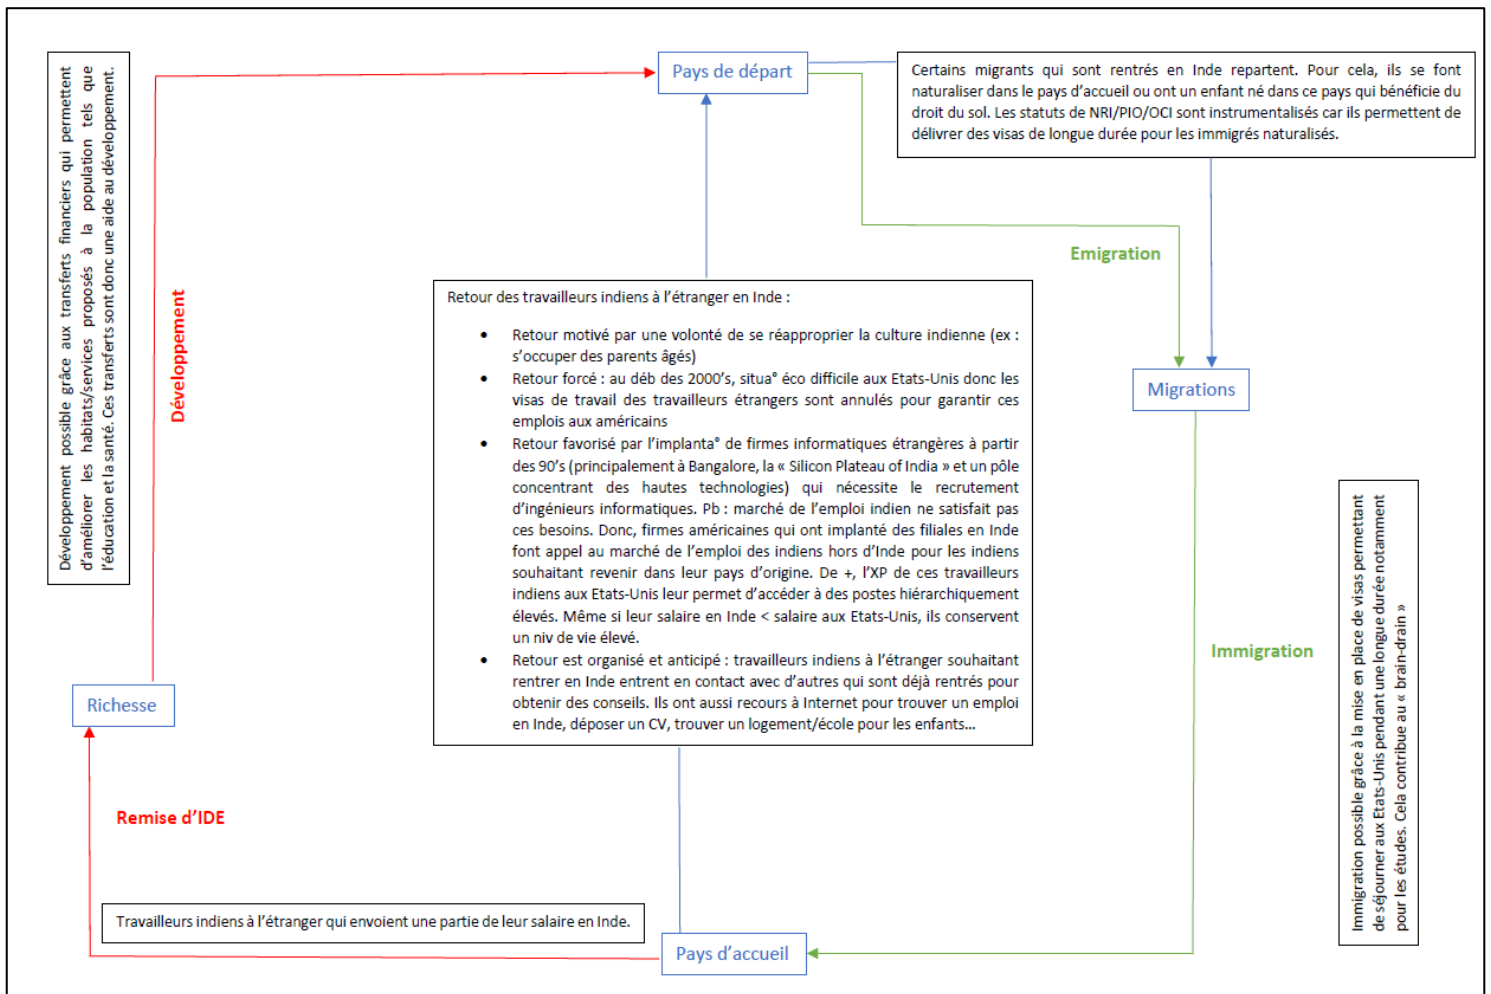 Pays de départ
Certains migrants qui sont rentrés en Inde repartent. Pour cela, ils se font
naturaliser dans le pays d’accueil ou ont un enfant né dans ce pays qui bénéficie du
droit du sol. Les statuts de NRI/PIO/OCI sont instrumentalisés car ils permettent de
délivrer des visas de longue durée pour les immigrés naturalisés.
Développement possible grâce aux transferts financiers qui permettent
d’améliorer les habitats/services proposés à la population tels que
l’éducation et la santé. Ces transferts sont donc une aide au développement.
Développement
Emigration
Migrations
Retour des travailleurs indiens à l’étranger en Inde :
• Retour motivé par une volonté de se réapproprier la culture indienne (ex :
s’occuper des parents âgés)
• Retour forcé : au déb des 2000’s, situa° éco difficile aux Etats-Unis donc les
visas de travail des travailleurs étrangers sont annulés pour garantir ces
emplois aux américains
• Retour favorisé par l’implanta° de firmes informatiques étrangères à partir
des 90’s (principalement à Bangalore, la « Silicon Plateau of India » et un pôle
concentrant des hautes technologies) qui nécessite le recrutement
d’ingénieurs informatiques. Pb : marché de l’emploi indien ne satisfait pas
ces besoins. Donc, firmes américaines qui ont implanté des filiales en Inde
font appel au marché de l’emploi des indiens hors d’Inde pour les indiens
souhaitant revenir dans leur pays d’origine. De +, l’XP de ces travailleurs
indiens aux Etats-Unis leur permet d’accéder à des postes hiérarchiquement
élevés. Même si leur salaire en Inde < salaire aux Etats-Unis, ils conservent
un niv de vie élevé.
• Retour est organisé et anticipé : travailleurs indiens à l’étranger souhaitant
rentrer en Inde entrent en contact avec d’autres qui sont déjà rentrés pour
obtenir des conseils. Ils ont aussi recours à Internet pour trouver un emploi
en Inde, déposer un CV, trouver un logement/école pour les enfants…
Immigration
Immigration possible grâce à la mise en place de visas permettant
de séjourner aux Etats-Unis pendant une longue durée notamment
pour les études. Cela contribue au « brain-drain »
Richesse
Remise d’IDE
Travailleurs indiens à l’étranger qui envoient une partie de leur salaire en Inde.
Pays d’accueil